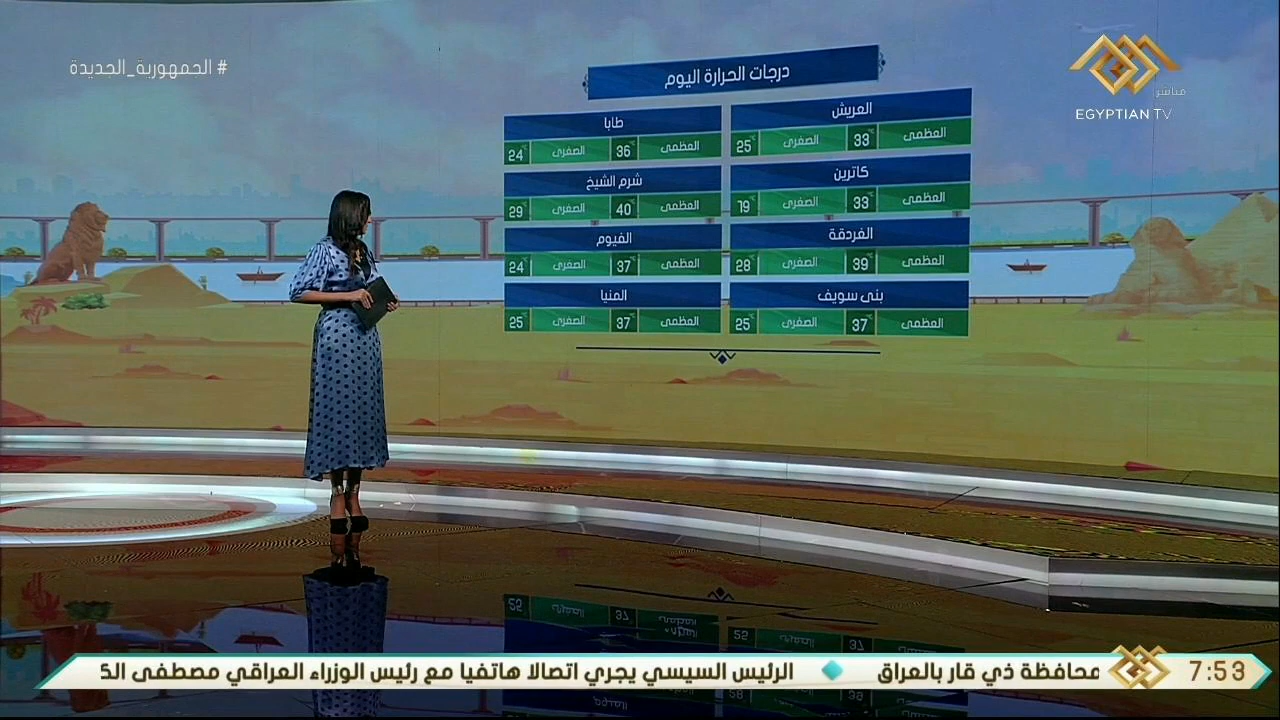 #الجمهورية_الجديدة
مباشر
EGYPTIAN TV
درجات الحرارة اليوم
العريش
العظمى 33°c الصغرى 25°c
طابا
العظمى 36°c الصغرى 24°c
كاترين
العظمى 33°c الصغرى 19°c
شرم الشيخ
العظمى 40°c الصغرى 29°c
الغردقة
العظمى 39°c الصغرى 28°c
الفيوم
العظمى 37°c الصغرى 24°c
بنى سويف
العظمى 37°c الصغرى 25°c
المنيا
العظمى 37°c الصغرى 25°c
7:53 محافظة ذي قار بالعراق الرئيس السيسي يجري اتصالا هاتفيا مع رئيس الوزراء العراقي مصطفى الك